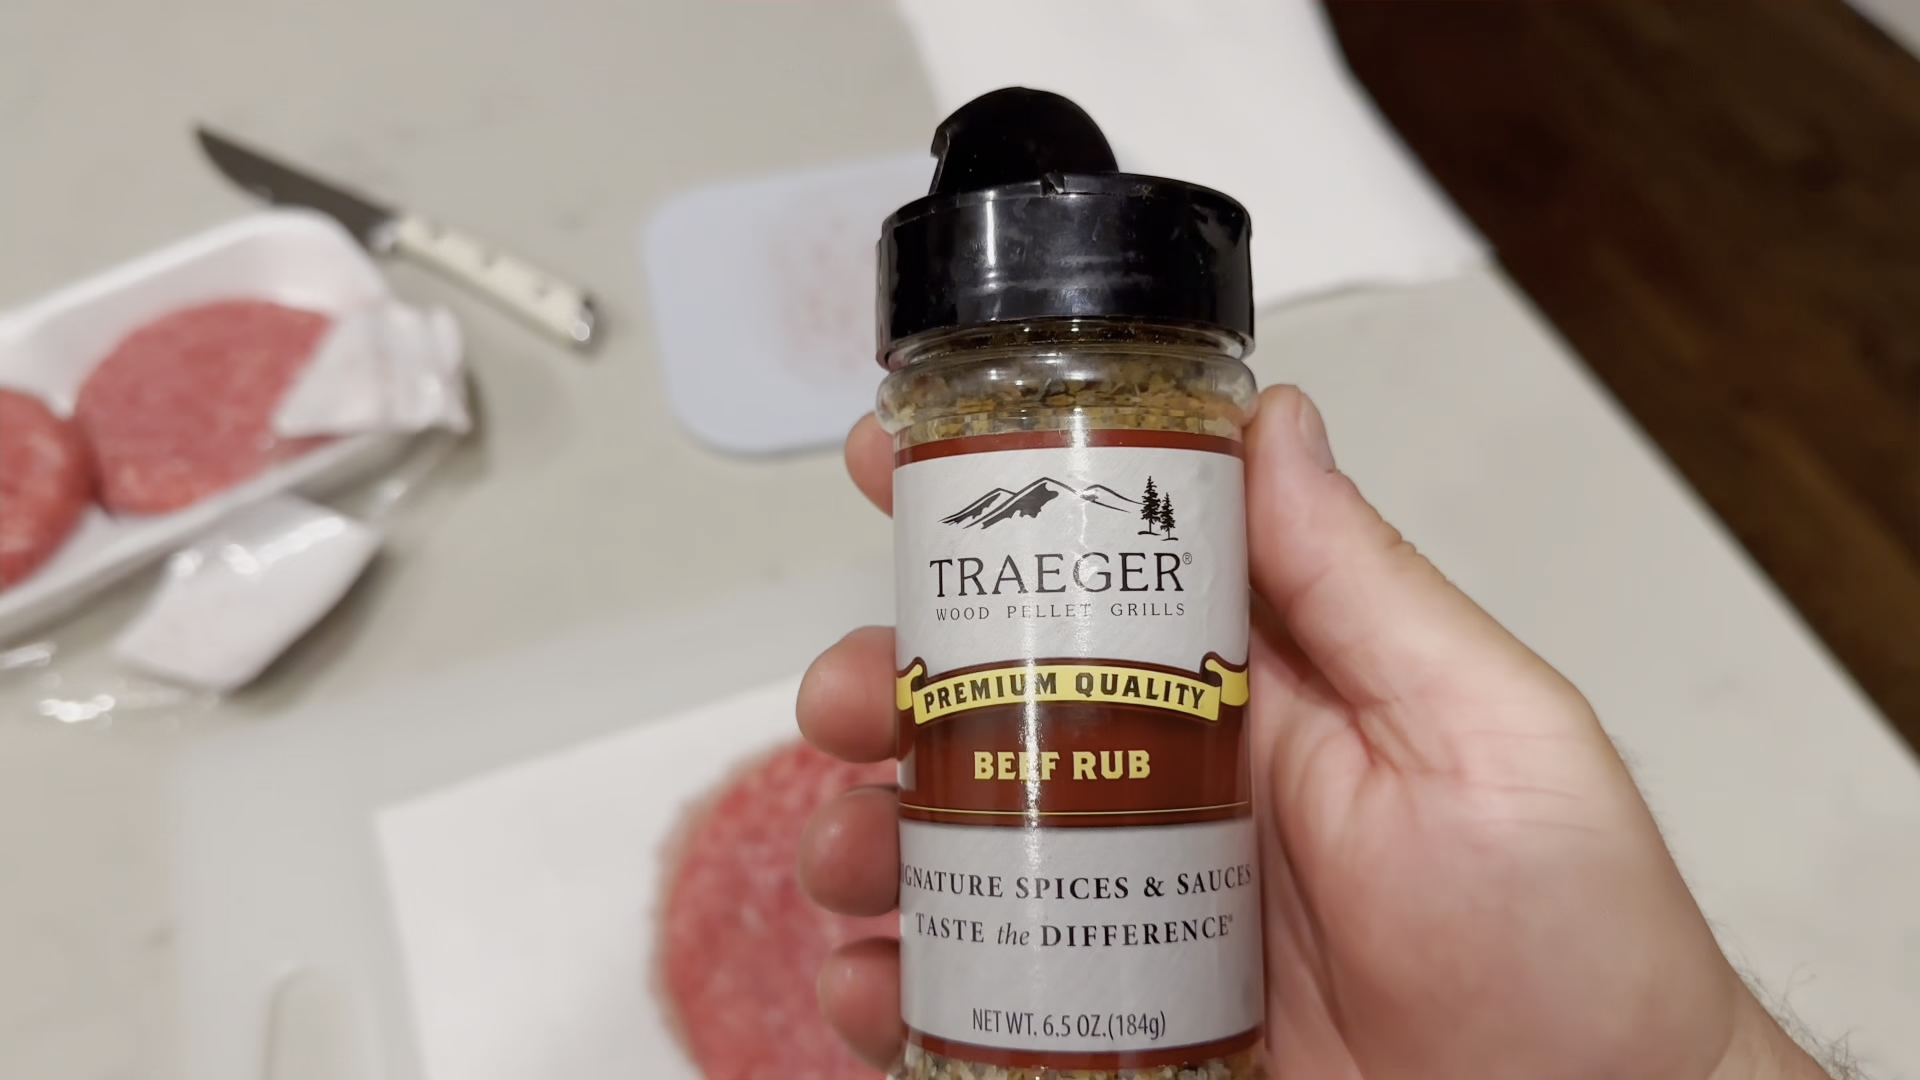 TRAEGER®
WOOD PELLET GRILLS
PREMIUM QUALITY
BEEF RUB
SIGNATURE SPICES & SAUCES
TASTE the DIFFERENCE®
NET WT. 6.5 OZ.(184g)